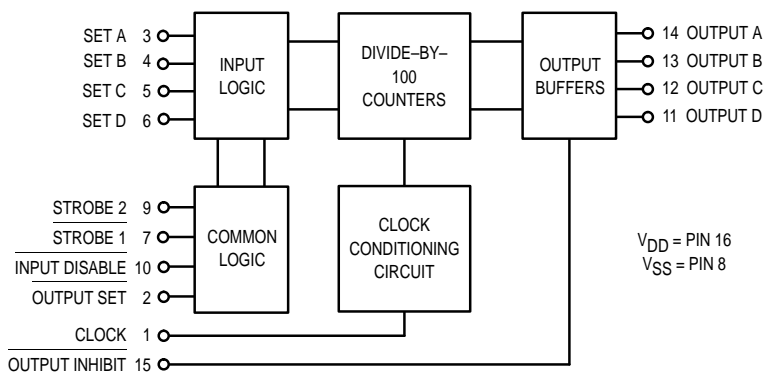 SET A 3
SET B 4
SET C 5
SET D 6
INPUT
LOGIC
DIVIDE–BY–
100
COUNTERS
OUTPUT
BUFFERS
14 OUTPUT A
13 OUTPUT B
12 OUTPUT C
11 OUTPUT D
STROBE 2 9
STROBE 1 7
INPUT DISABLE 10
OUTPUT SET 2
COMMON
LOGIC
CLOCK
CONDITIONING
CIRCUIT
VDD = PIN 16
VSS = PIN 8
CLOCK 1
OUTPUT INHIBIT 15